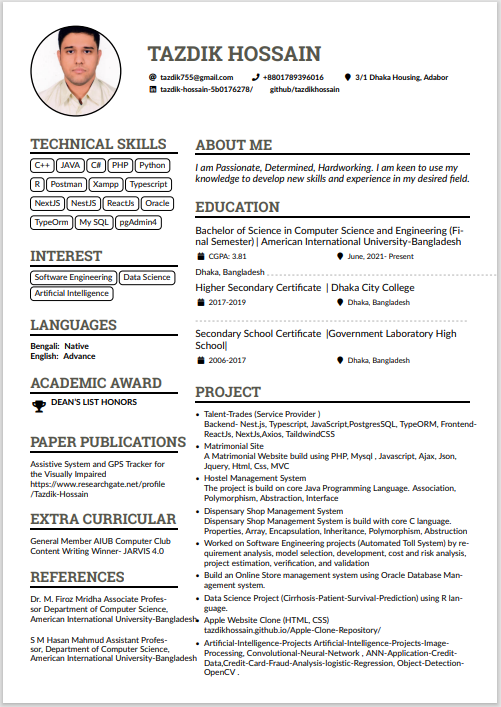 TAZDIK HOSSAIN
tazdik755@gmail.com +8801789396016 3/1 Dhaka Housing, Adabor
tazdik-hossain-5b0176278/ github/tazdikhossain
TECHNICAL SKILLS
C++ JAVA C# PHP Python
R Postman Xampp Typescript
NextJS NestJS ReactJs Oracle
TypeOrm My SQL pgAdmin4
INTEREST
Software Engineering Data Science
Artificial Intelligence
LANGUAGES
Bengali: Native
English: Advance
ACADEMIC AWARD
DEAN'S LIST HONORS
PAPER PUBLICATIONS
Assistive System and GPS Tracker for
the Visually Impaired
https://www.researchgate.net/profile
/Tazdik-Hossain
EXTRA CURRICULAR
General Member AIUB Computer Club
Content Writing Winner- JARVIS 4.0
REFERENCES
Dr. M. Firoz Mridha Associate Profes-
sor Department of Computer Science,
American International University-Bangladesh
S M Hasan Mahmud Assistant Profes-
sor, Department of Computer Science,
American International University-Bangladesh
ABOUT ME
I am Passionate, Determined, Hardworking. I am keen to use my
knowledge to develop new skills and experience in my desired field.
EDUCATION
Bachelor of Science in Computer Science and Engineering (Fi-
nal Semester) | American International University-Bangladesh
CGPA: 3.81 June, 2021- Present
Dhaka, Bangladesh
Higher Secondary Certificate | Dhaka City College
2017-2019 Dhaka, Bangladesh
Secondary School Certificate |Government Laboratory High
School|
2006-2017 Dhaka, Bangladesh
PROJECT
• Talent-Trades (Service Provider )
Backend- Nest.js, Typescript, JavaScript,PostgresSQL, TypeORM, Frontend-
ReactJs, NextJs,Axios, TaildwindCSS
• Matrimonial Site
A Matrimonial Website build using PHP, Mysql , Javascript, Ajax, Json,
Jquery, Html, Css, MVC
• Hostel Management System
The project is build on core Java Programming Language. Association,
Polymorphism, Abstraction, Interface
• Dispensary Shop Management System
Dispensary Shop Management System is build with core C language.
Properties, Array, Encapsulation, Inheritance, Polymorphism, Abstraction
• Worked on Software Engineering projects (Automated Toll System) by re-
quirement analysis, model selection, development, cost and risk analysis,
project estimation, verification, and validation
• Build an Online Store management system using Oracle Database Man-
agement system.
• Data Science Project (Cirrhosis-Patient-Survival-Prediction) using R lan-
guage.
• Apple Website Clone (HTML, CSS)
tazdikhossain.github.io/Apple-Clone-Repository/
• Artificial-Intelligence-Projects Artificial-Intelligence-Projects-Image-
Processing, Convolutional-Neural-Network , ANN-Application-Credit-
Data,Credit-Card-Fraud-Analysis-logistic-Regression, Object-Detection-
OpenCV .